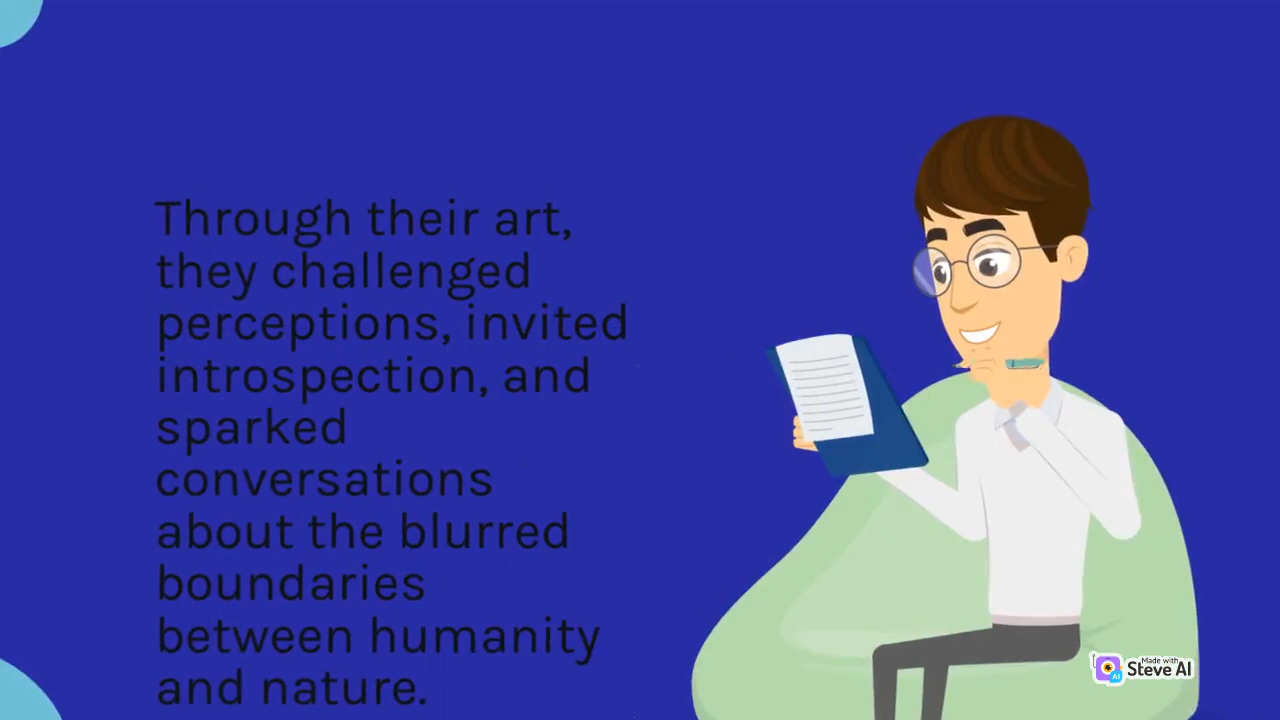 Through their art,
they challenged
perceptions, invited
introspection, and
sparked
conversations
about the blurred
boundaries
between humanity
and nature.
Made with
Steve AI
AI